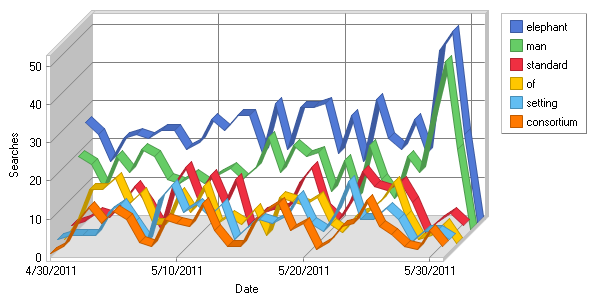 elephant
man
standard
of
setting
consortium
Searches
50
40
30
20
10
0
4/30/2011 5/10/2011 5/20/2011 5/30/2011
Date